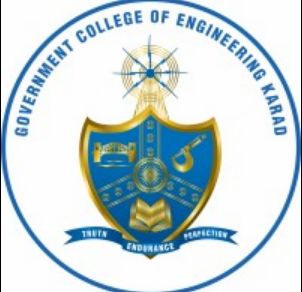 GOVERNMENT COLLEGE OF ENGINEERING KARAD
TRUTH
ENDURANCE
PERFECTION